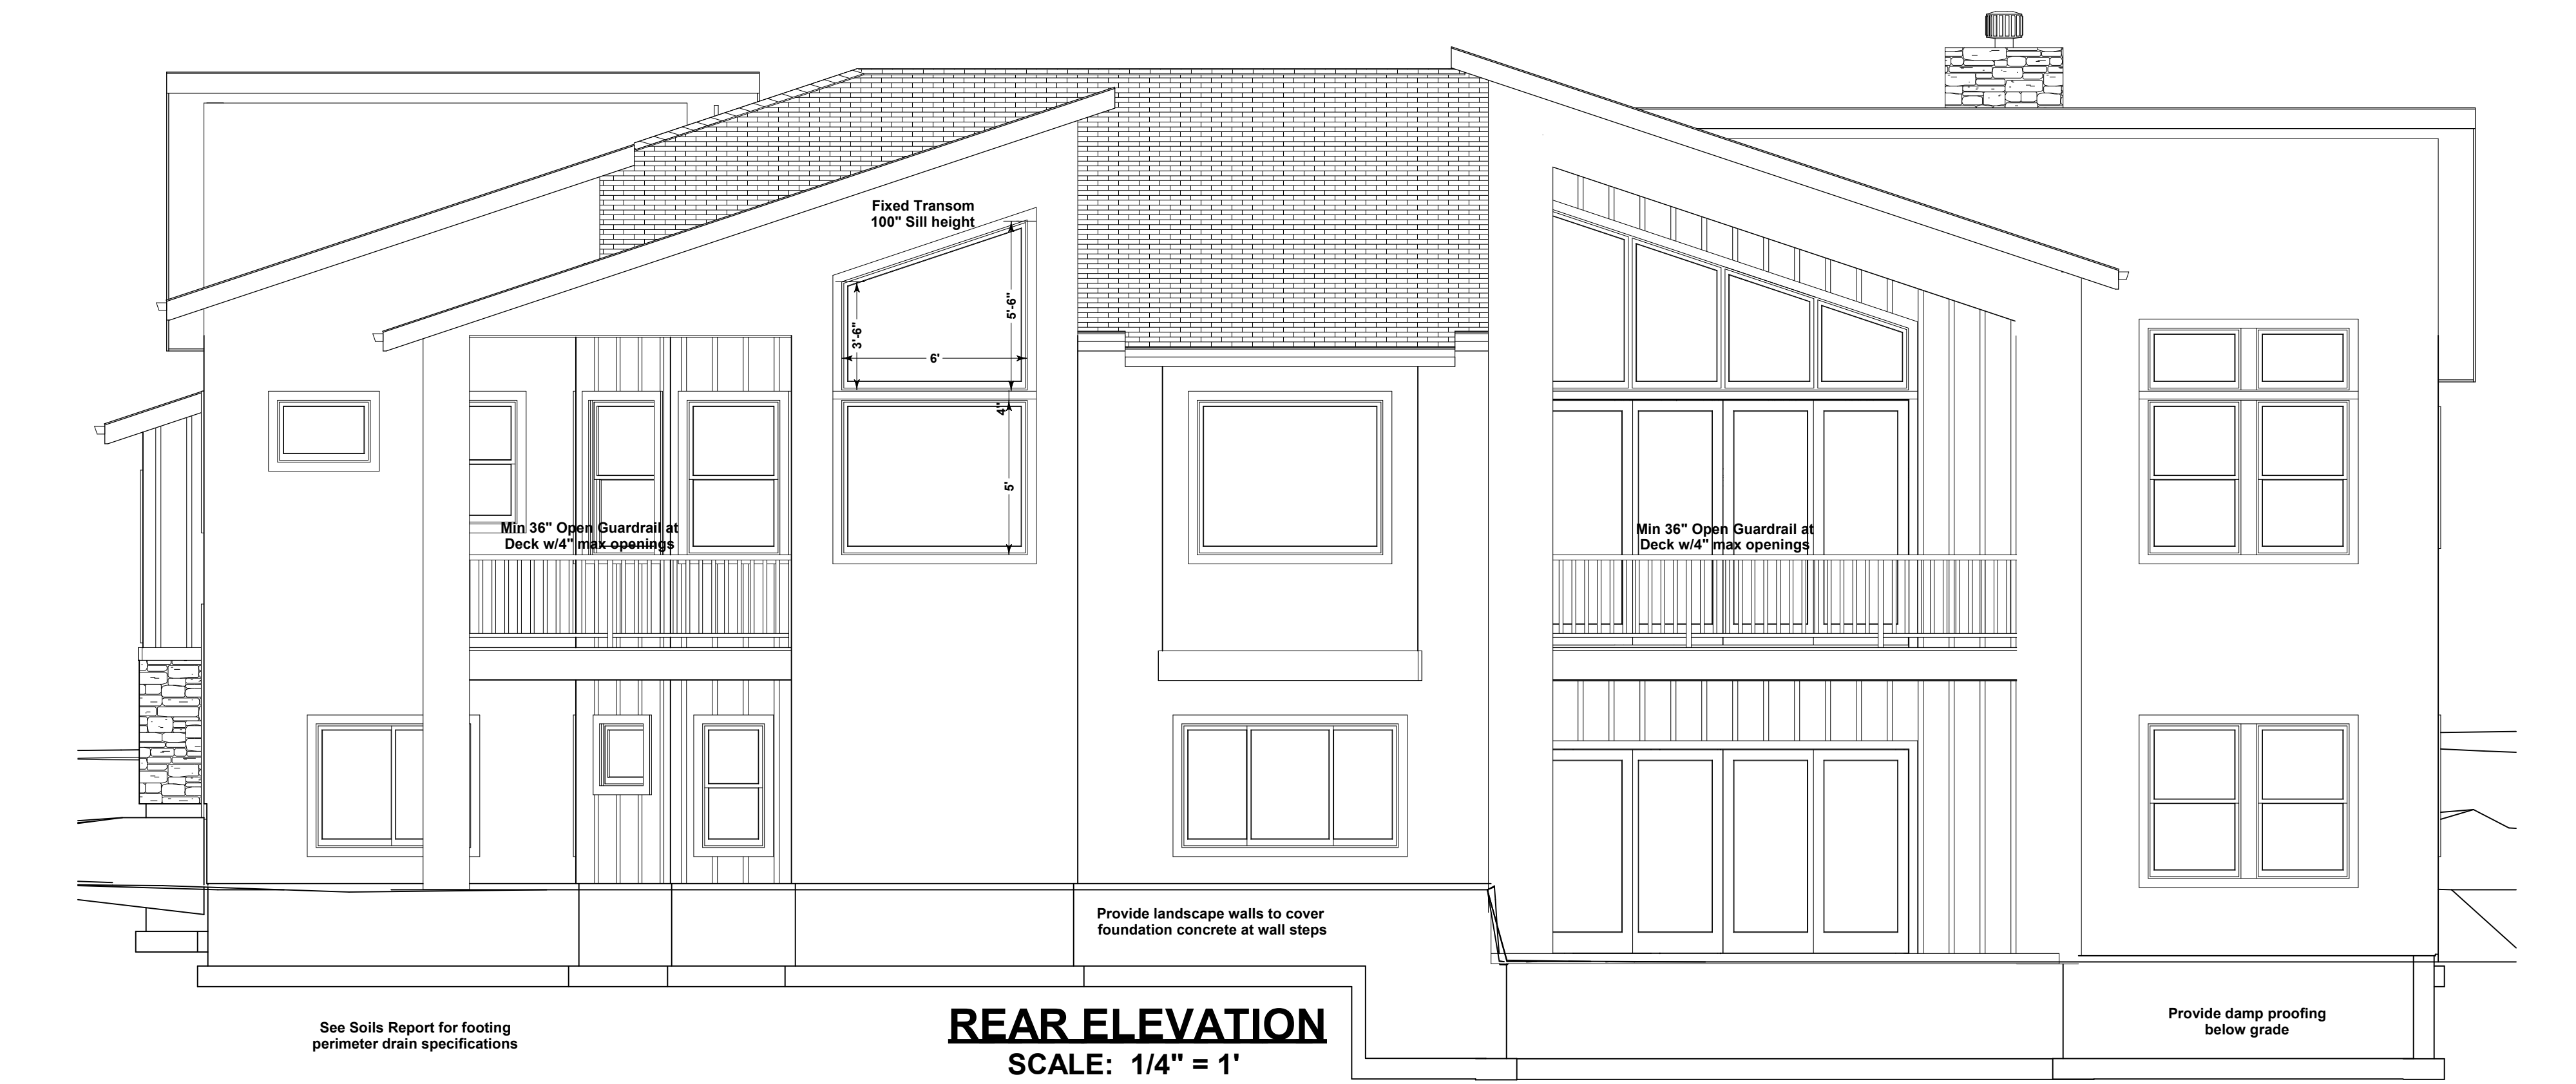 Fixed Transom
100" Sill height
5'-6"
3'-6"
6'
4"
5'
Min 36" Open Guardrail at
Deck w/4" max openings
Min 36" Open Guardrail at
Deck w/4" max openings
Provide landscape walls to cover
foundation concrete at wall steps
See Soils Report for footing
perimeter drain specifications
REAR ELEVATION
SCALE: 1/4" = 1'
Provide damp proofing
below grade